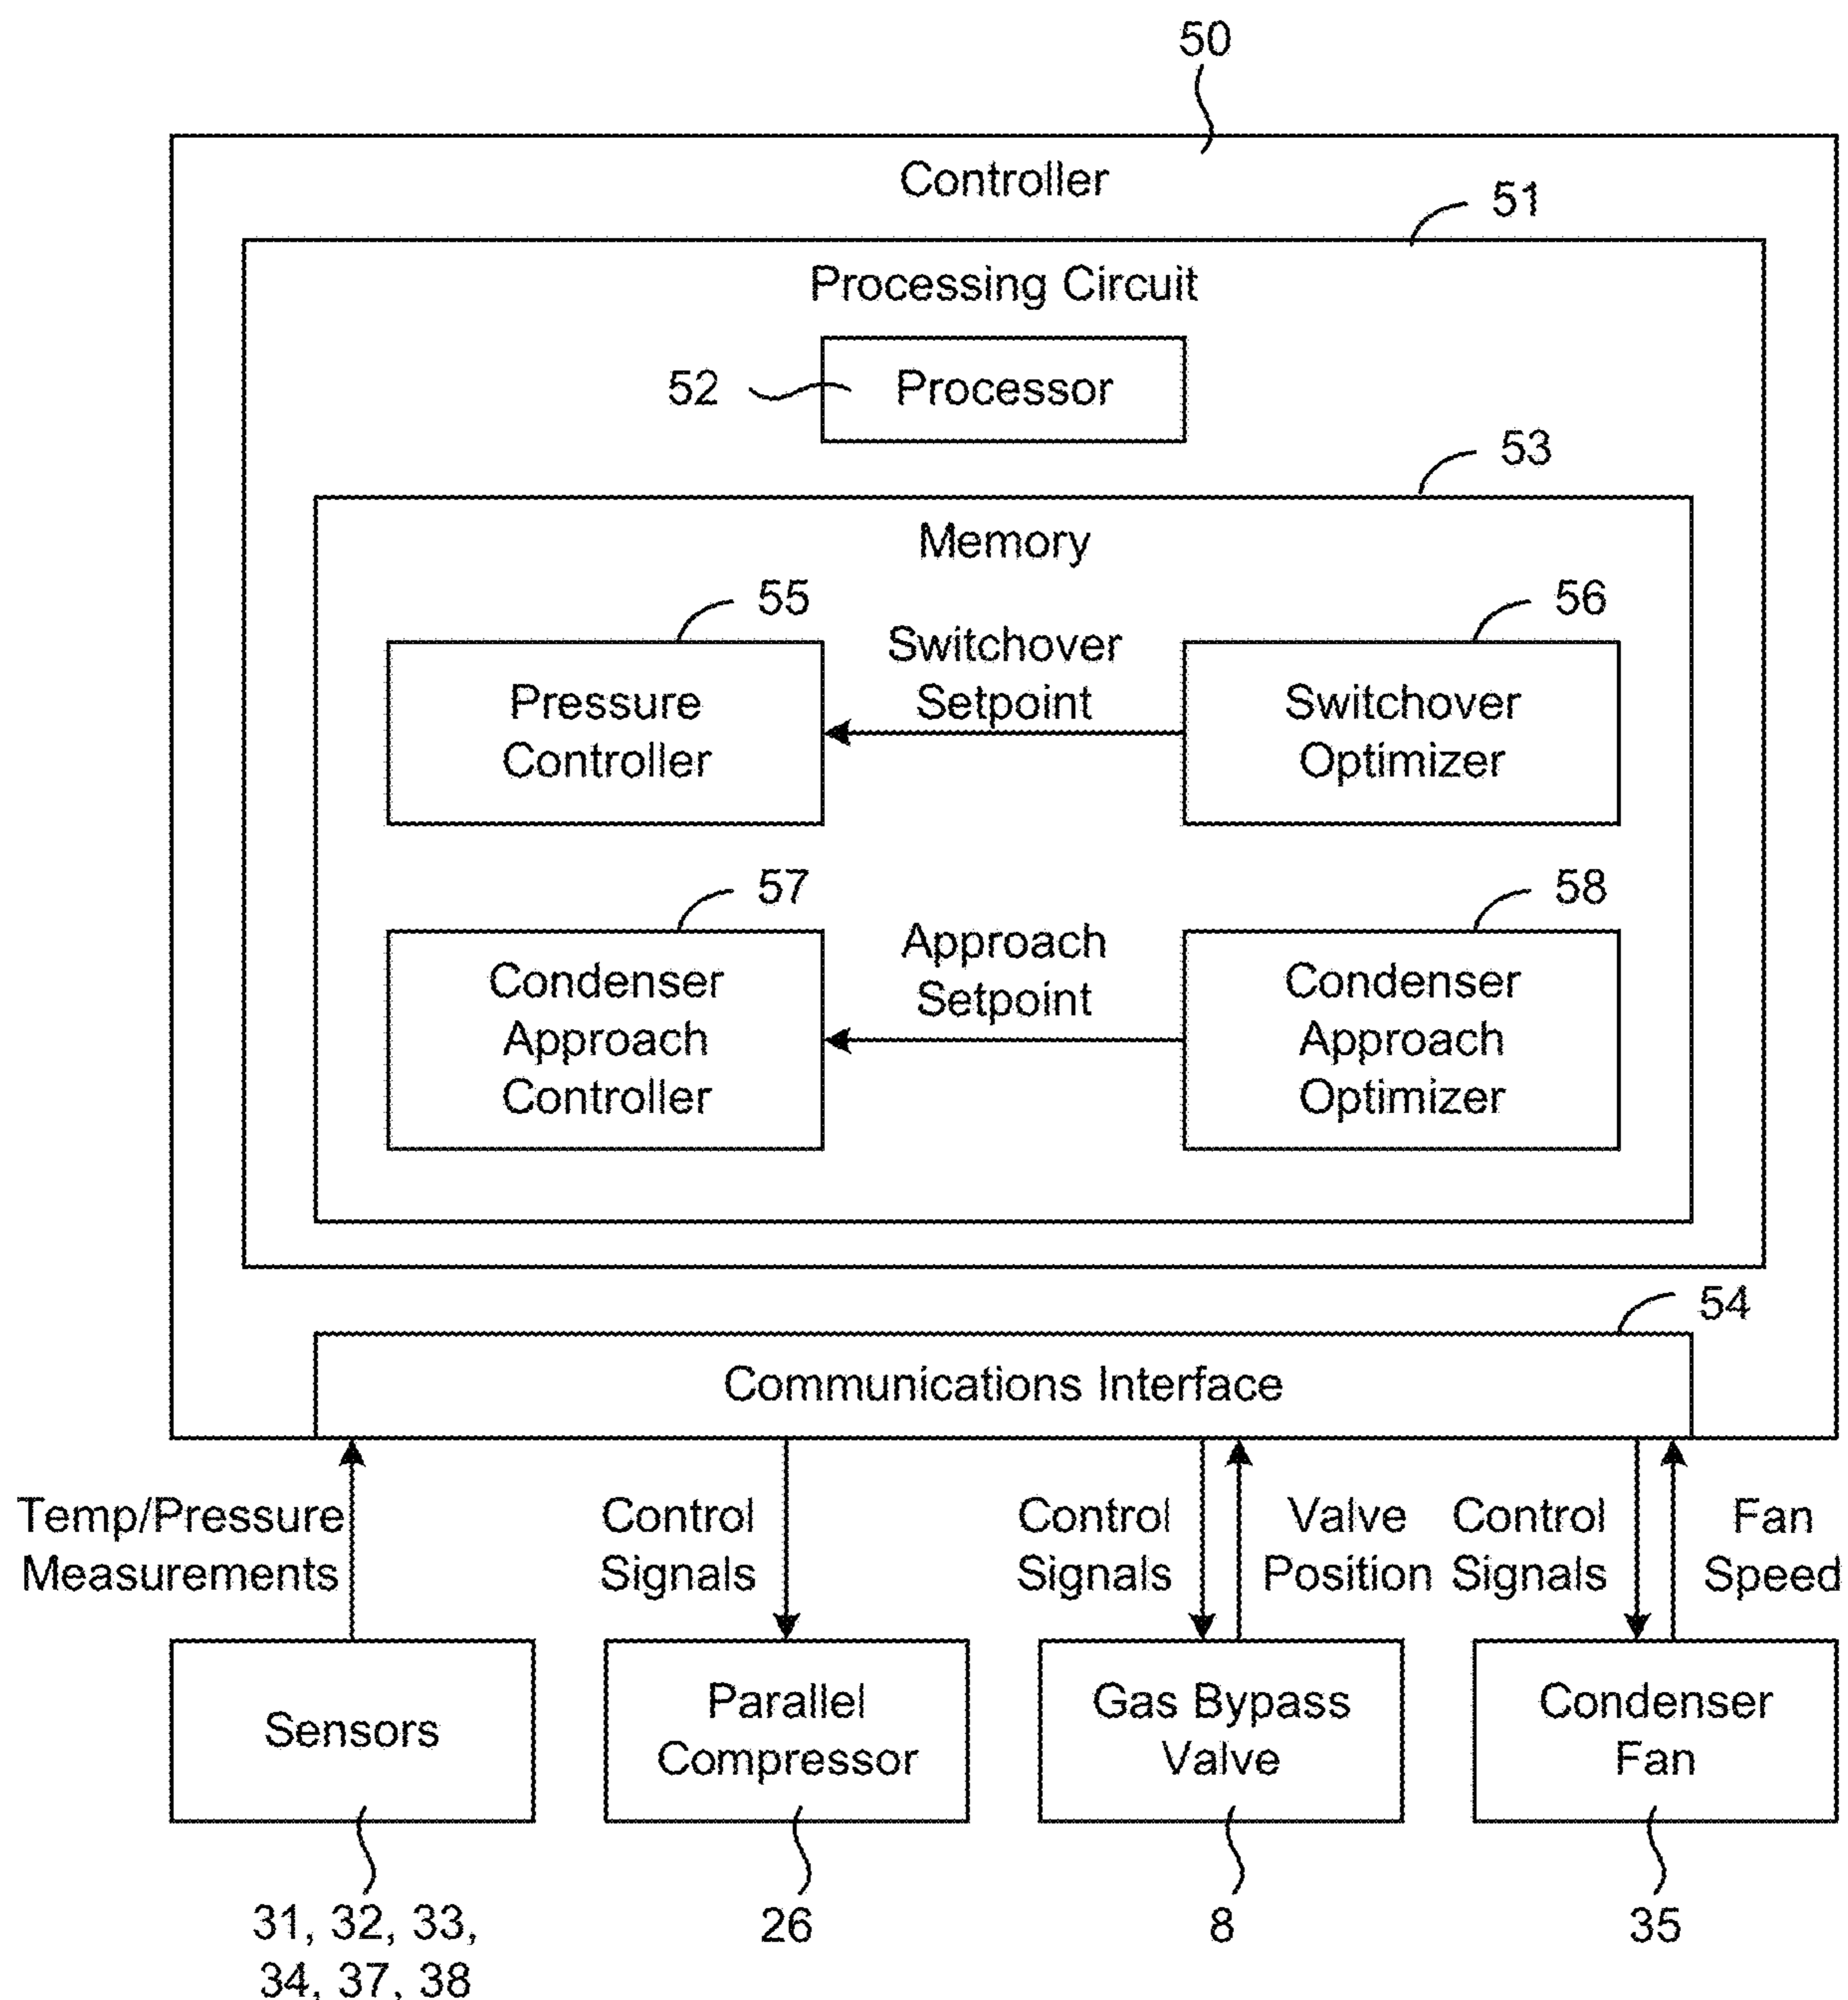 50
Controller
51
Processing Circuit
52
Processor
53
Memory
55
56
Switchover
Setpoint
Pressure
Controller
Switchover
Optimizer
57
58
Approach
Setpoint
Condenser
Approach
Controller
Condenser
Approach
Optimizer
54
Communications Interface
Temp/Pressure
Measurements
Control
Signals
Control
Signals
Valve
Position
Control
Signals
Fan
Speed
Sensors
Parallel
Compressor
Gas Bypass
Valve
Condenser
Fan
31, 32, 33,
34, 37, 38
26
8
35